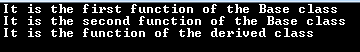 It is the first function of the Base class
It is the second function of the Base class
It is the function of the derived class